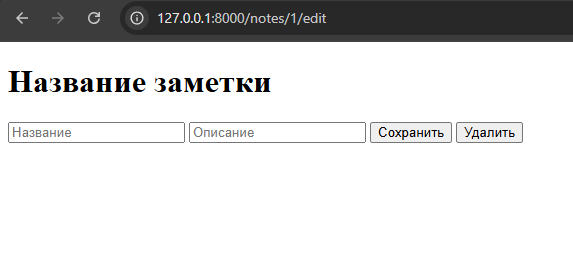 127.0.0.1:8000/notes/1/edit
Название заметки
Название Описание Сохранить Удалить